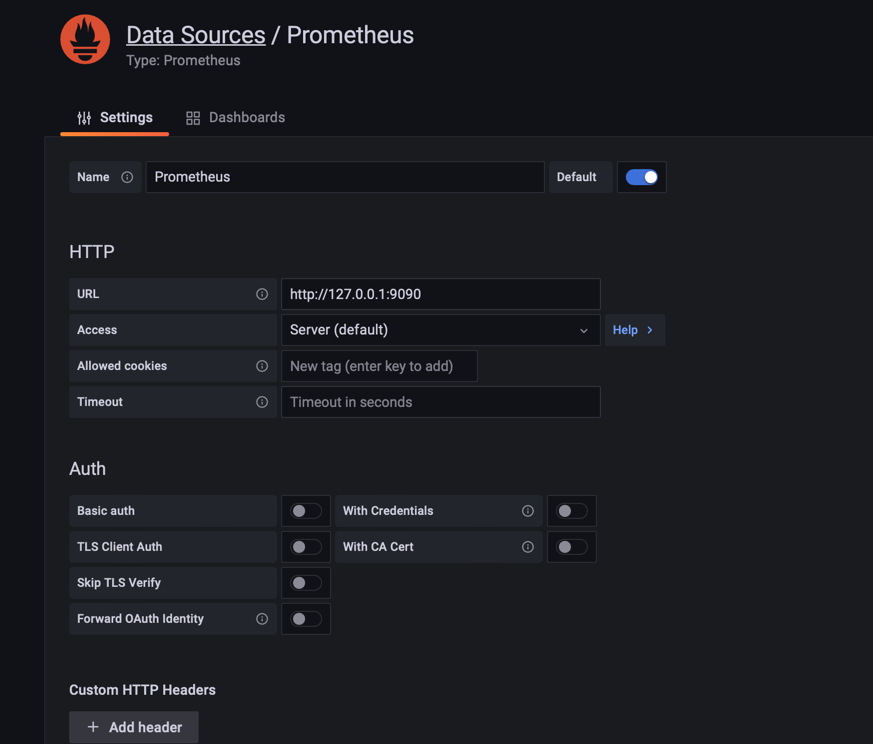 Data Sources / Prometheus
Type: Prometheus
Settings Dashboards
Name Prometheus Default
HTTP
URL http://127.0.0.1:9090
Access Server (default) Help
Allowed cookies New tag (enter key to add)
Timeout Timeout in seconds
Auth
Basic auth With Credentials
TLS Client Auth With CA Cert
Skip TLS Verify
Forward OAuth Identity
Custom HTTP Headers
+ Add header